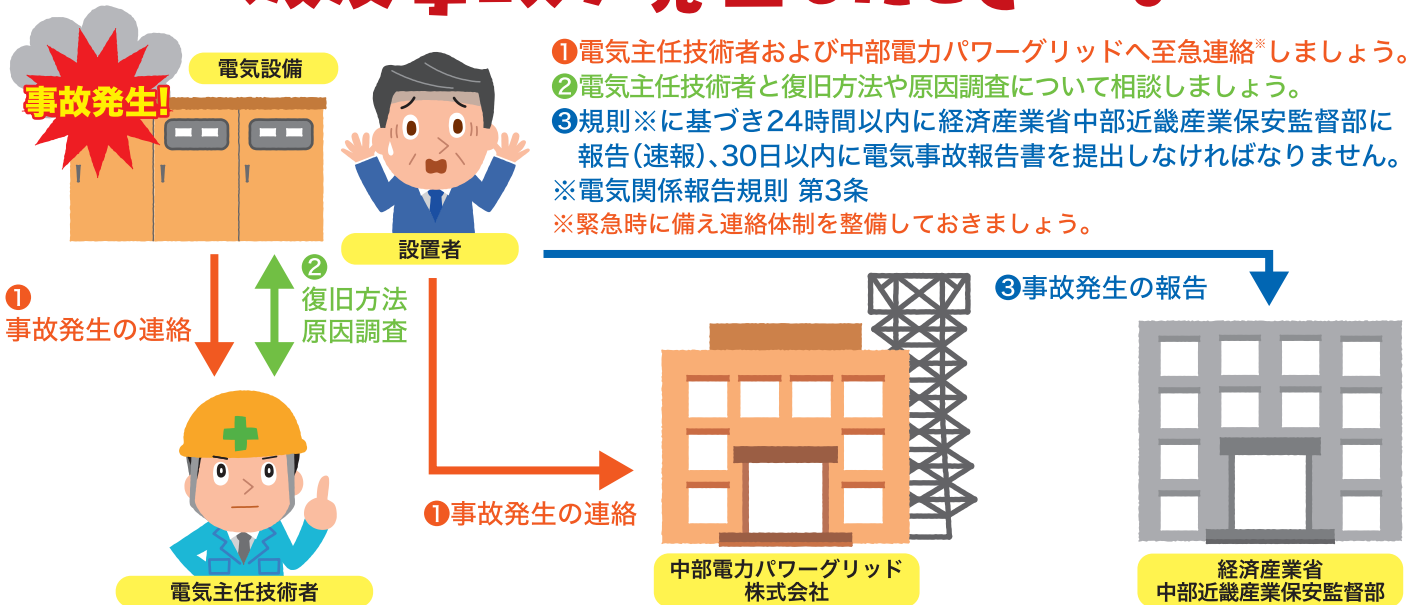 事故発生!
電気設備
❶電気主任技術者および中部電力パワーグリッドへ至急連絡※しましょう。
❷電気主任技術者と復旧方法や原因調査について相談しましょう。
❸規則※に基づき24時間以内に経済産業省中部近畿産業保安監督部に
報告(速報)、30日以内に電気事故報告書を提出しなければなりません。
※電気関係報告規則 第3条
※緊急時に備え連絡体制を整備しておきましょう。
設置者
❶
事故発生の連絡
❷
復旧方法
原因調査
❸事故発生の報告
❶事故発生の連絡
電気主任技術者
中部電力パワーグリッド
株式会社
経済産業省
中部近畿産業保安監督部